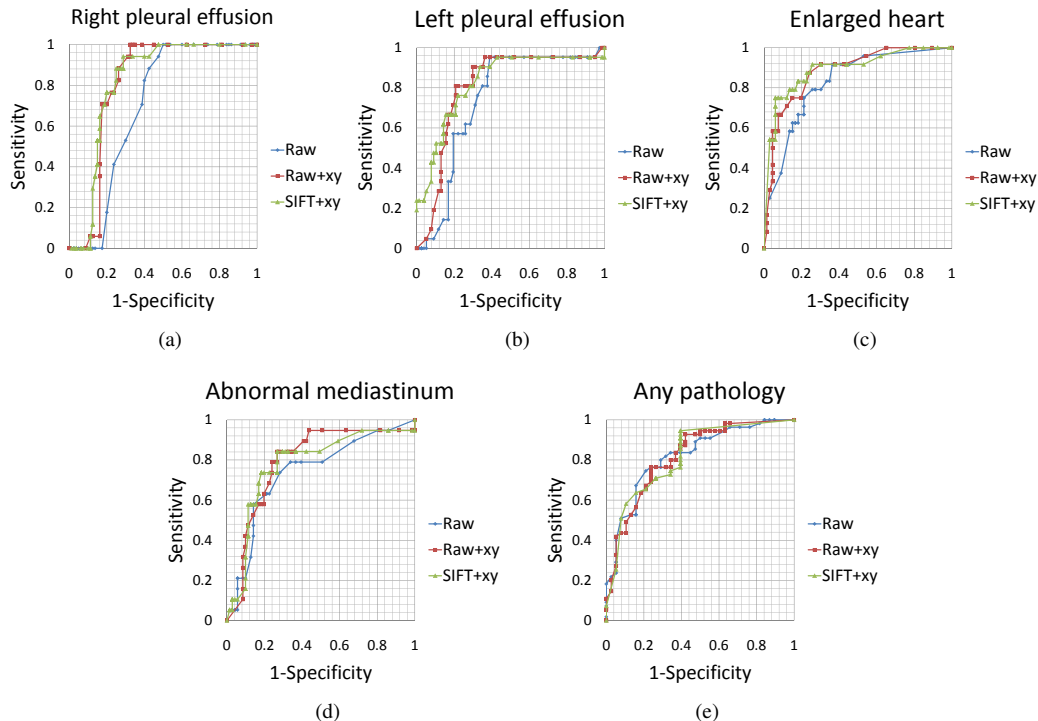 Right pleural effusion
Sensitivity
1
0.8
0.6
0.4
0.2
0
0 0.2 0.4 0.6 0.8 1
1-Specificity
Raw
Raw+xy
SIFT+xy
(a)
Left pleural effusion
Sensitivity
1
0.8
0.6
0.4
0.2
0
0 0.2 0.4 0.6 0.8 1
1-Specificity
Raw
Raw+xy
SIFT+xy
(b)
Enlarged heart
Sensitivity
1
0.8
0.6
0.4
0.2
0
0 0.2 0.4 0.6 0.8 1
1-Specificity
Raw
Raw+xy
SIFT+xy
(c)
Abnormal mediastinum
Sensitivity
1
0.8
0.6
0.4
0.2
0
0 0.2 0.4 0.6 0.8 1
1-Specificity
Raw
Raw+xy
SIFT+xy
(d)
Any pathology
Sensitivity
1
0.8
0.6
0.4
0.2
0
0 0.2 0.4 0.6 0.8 1
1-Specificity
Raw
Raw+xy
SIFT+xy
(e)